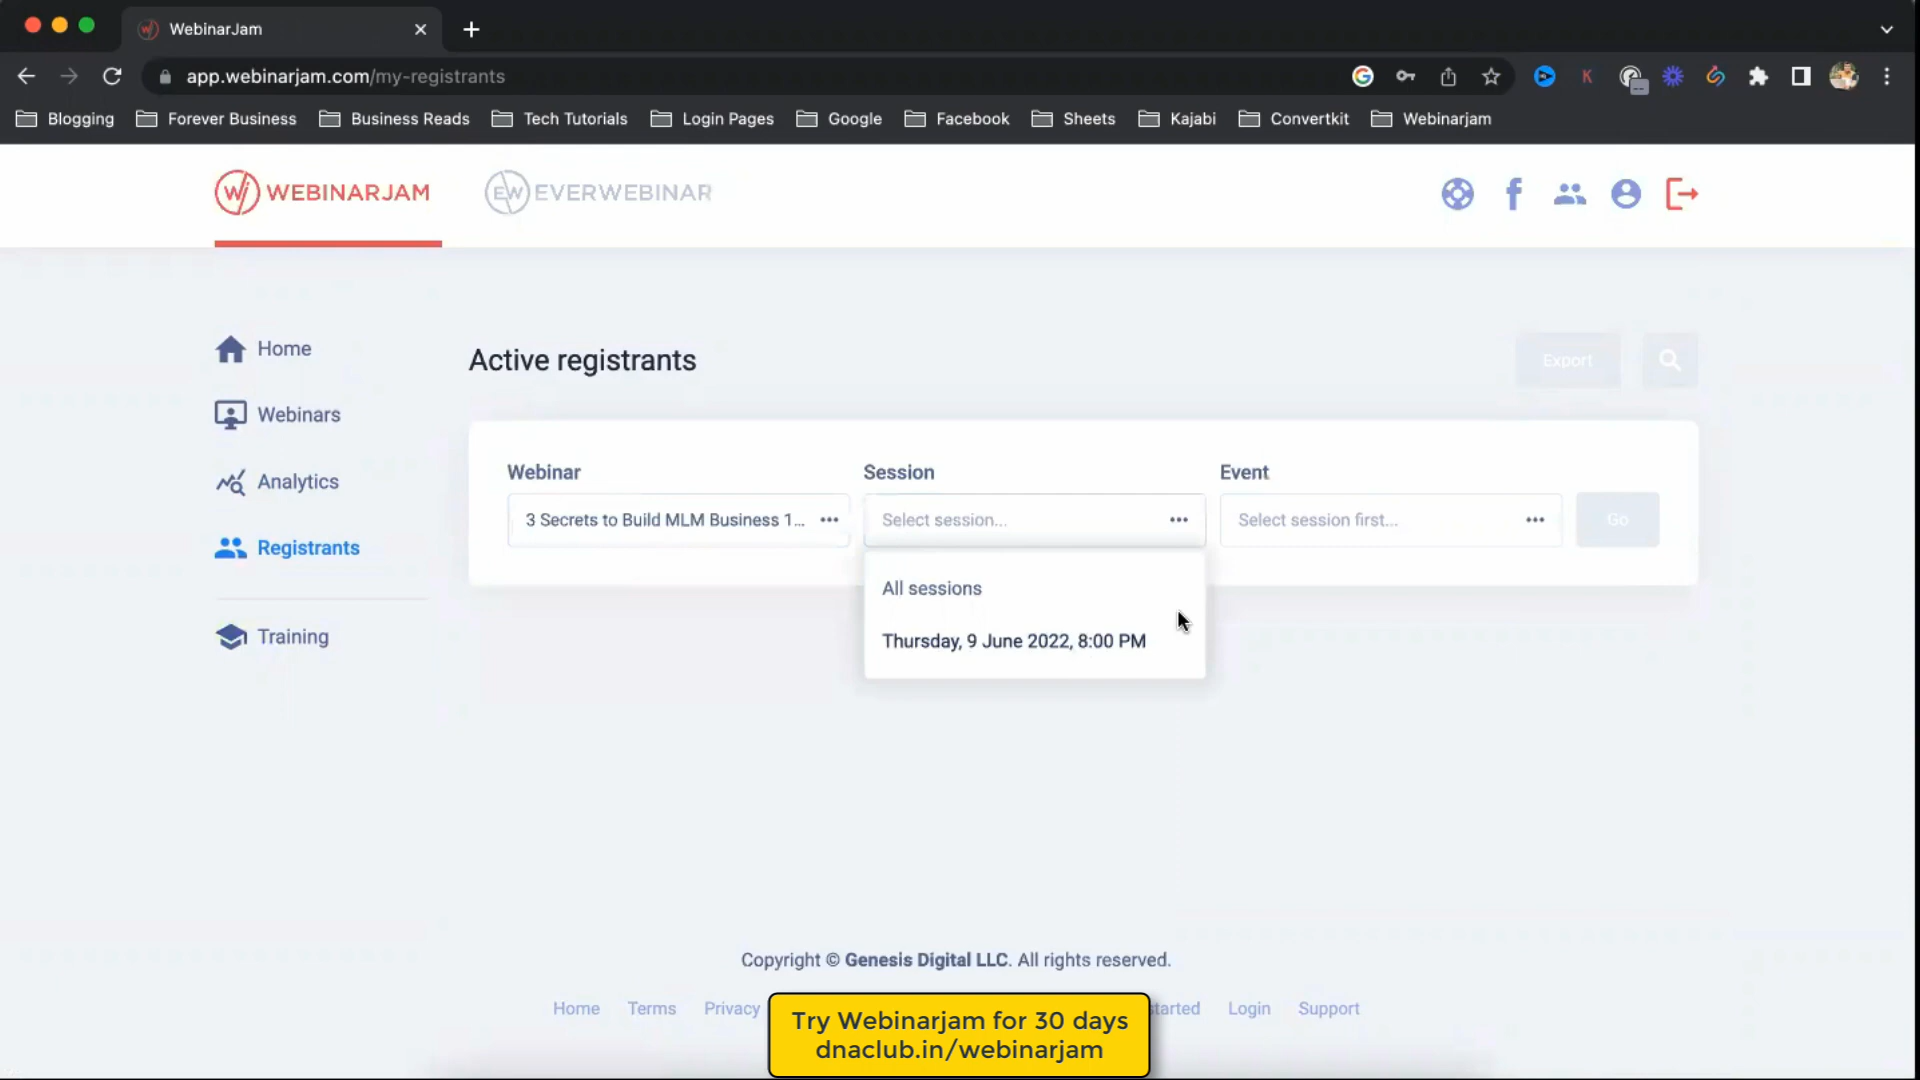 WebinarJam
app.webinarjam.com/my-registrants
Blogging Forever Business Business Reads Tech Tutorials Login Pages Google Facebook Sheets Kajabi Convertkit Webinarjam
WEBINARJAM EVERWEBINAR
Home
Webinars
Analytics
Registrants
Training
Active registrants
Export
Webinar Session Event
3 Secrets to Build MLM Business 1... Select session... Select session first... Go
All sessions
Thursday, 9 June 2022, 8:00 PM
Copyright © Genesis Digital LLC. All rights reserved.
Home Terms Privacy Login Support
Try Webinarjam for 30 days
dnaclub.in/webinarjam